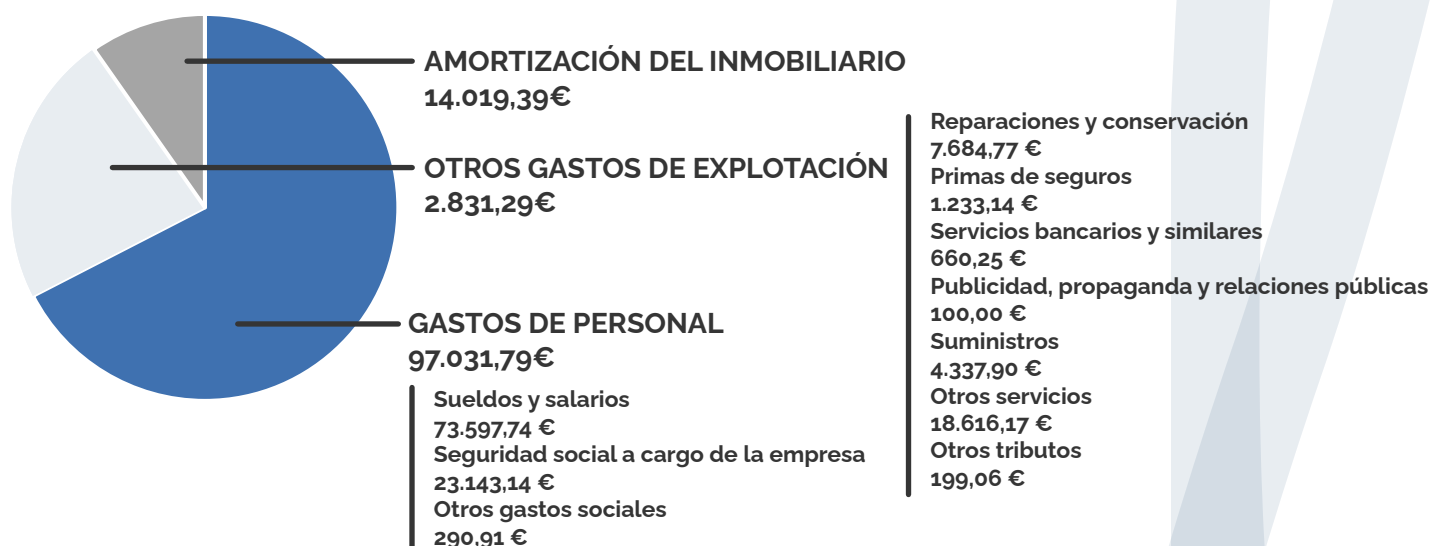 AMORTIZACIÓN DEL INMOBILIARIO
14.019,39€
OTROS GASTOS DE EXPLOTACIÓN
2.831,29€
Reparaciones y conservación
7.684,77 €
Primas de seguros
1.233,14 €
Servicios bancarios y similares
660,25 €
Publicidad, propaganda y relaciones públicas
100,00 €
Suministros
4.337,90 €
Otros servicios
18.616,17 €
Otros tributos
199,06 €
GASTOS DE PERSONAL
97.031,79€
Sueldos y salarios
73.597,74 €
Seguridad social a cargo de la empresa
23.143,14 €
Otros gastos sociales
290,91 €